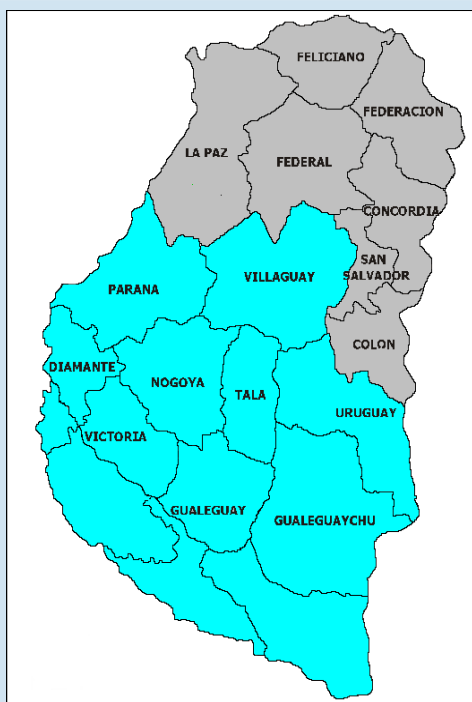 FELICIANO
FEDERACION
LA PAZ
FEDERAL
CONCORDIA
SAN
SALVADOR
PARANA
VILLAGUAY
COLON
DIAMANTE
NOGOYA
TALA
URUGUAY
VICTORIA
GUALEGUAY
GUALEGUAYCHU